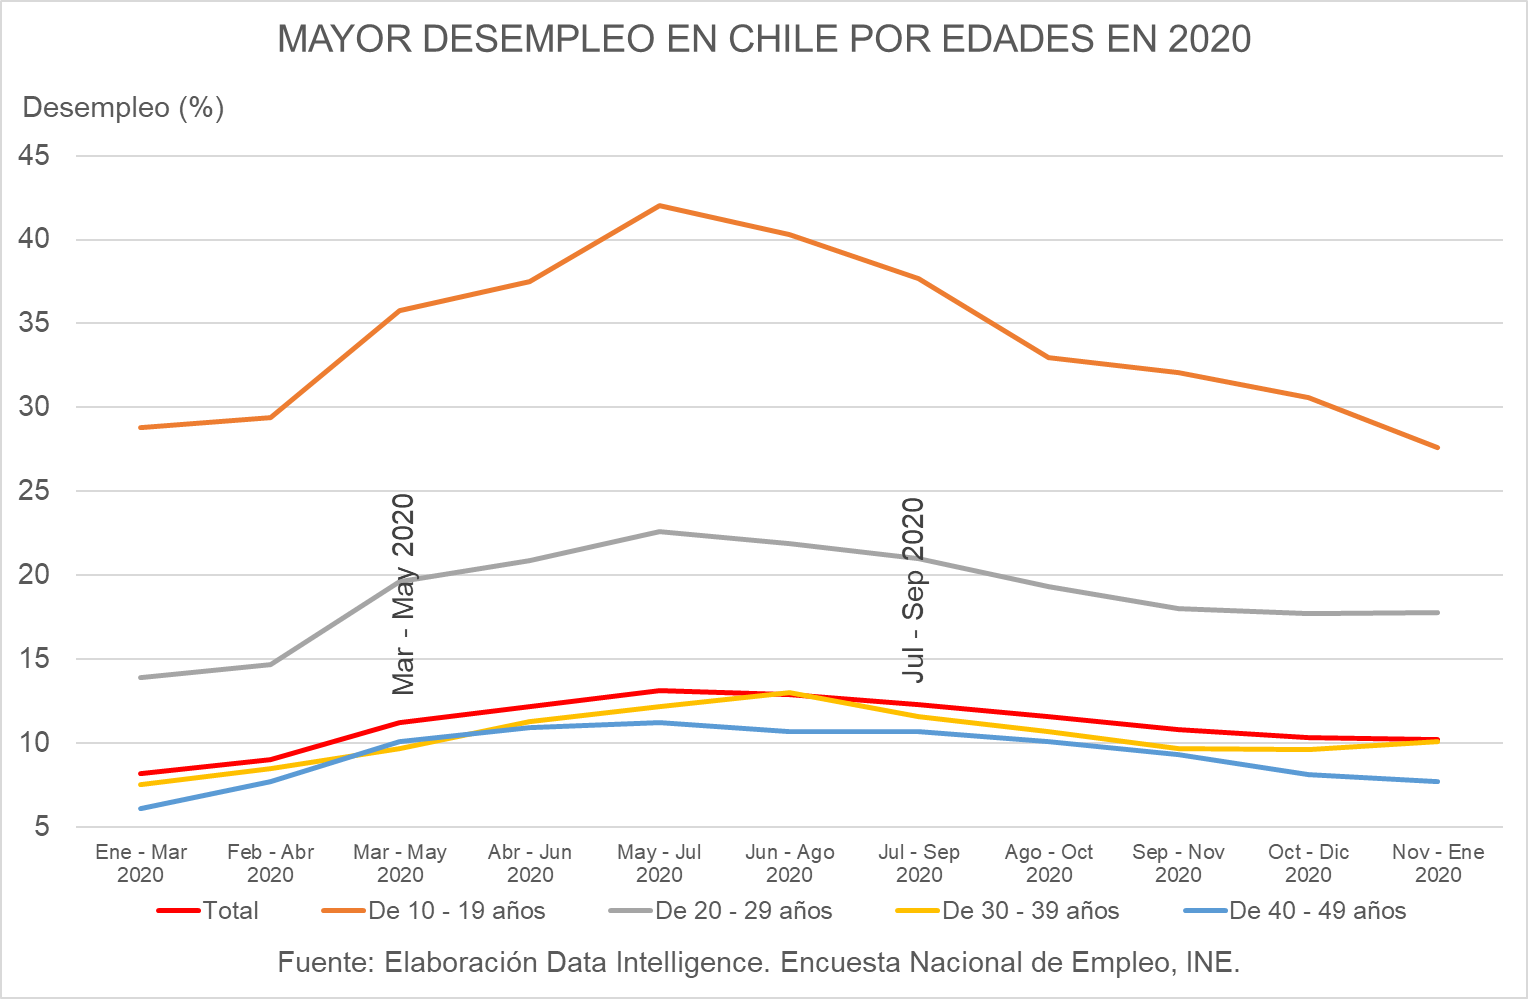 MAYOR DESEMPLEO EN CHILE POR EDADES EN 2020
Desempleo (%)
45
40
35
30
25
20
15
10
5
Mar - May 2020
Jul - Sep 2020
Ene - Mar 2020
Feb - Abr 2020
Mar - May 2020
Abr - Jun 2020
May - Jul 2020
Jun - Ago 2020
Jul - Sep 2020
Ago - Oct 2020
Sep - Nov 2020
Oct - Dic 2020
Nov - Ene 2020
Total
De 10 - 19 años
De 20 - 29 años
De 30 - 39 años
De 40 - 49 años
Fuente: Elaboración Data Intelligence. Encuesta Nacional de Empleo, INE.